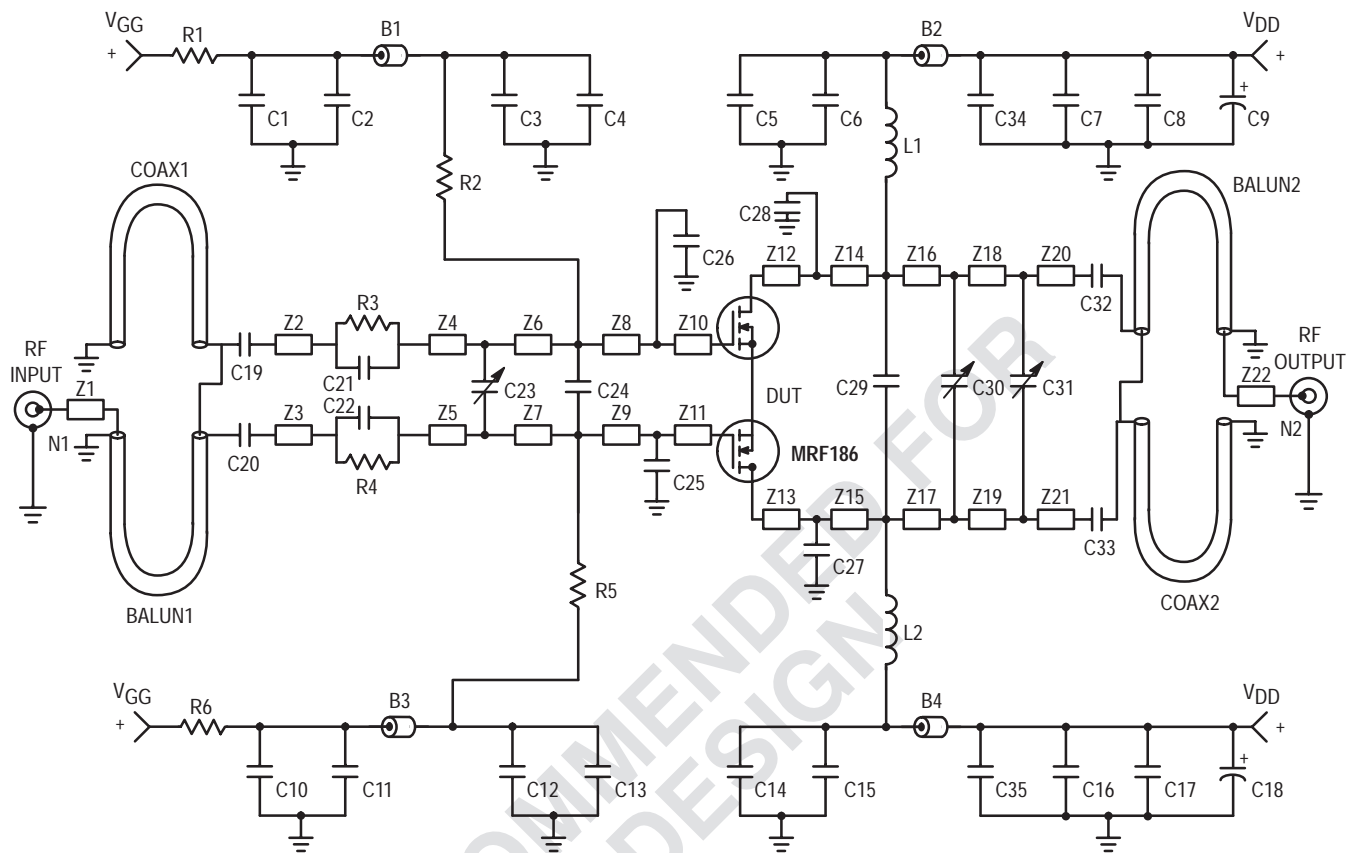 VGG
+
R1
B1
C1
C2
C3
C4
R2
B2
VDD
+
C5
C6
L1
C34
C7
C8
+
C9
COAX1
BALUN2
C28
C26
Z12
Z14
Z16
Z18
Z20
C32
R3
Z2
Z4
Z6
Z8
Z10
RF
INPUT
Z1
N1
C19
C21
C22
C23
C24
DUT
C29
C30
C31
RF
OUTPUT
Z22
N2
Z3
Z5
Z7
Z9
Z11
C20
R4
C25
MRF186
Z13
Z15
Z17
Z19
Z21
C33
C27
BALUN1
R5
COAX2
L2
VGG
+
R6
B3
C10
C11
C12
C13
B4
VDD
+
C14
C15
C35
C16
C17
+
C18
OMMENDED FOR
DESIGN